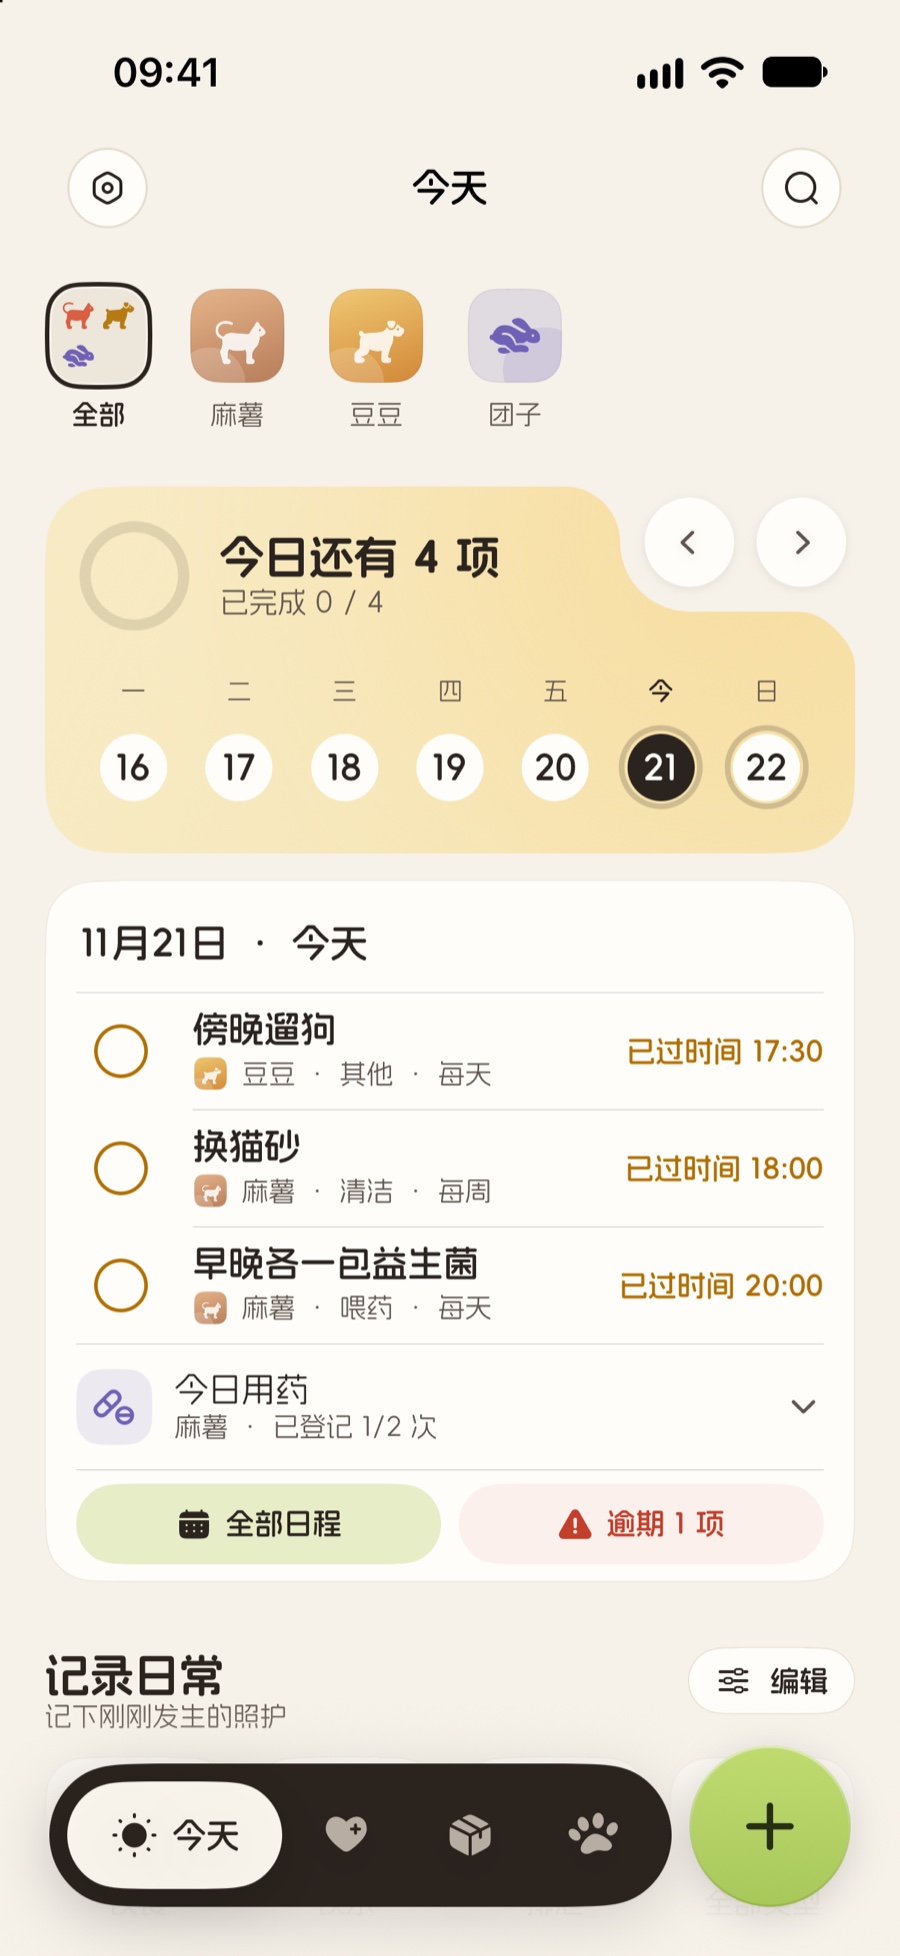 09:41
今天
全部
麻薯
豆豆
团子
今日还有 4 项
已完成 0 / 4
一 二 三 四 五 今 日
16 17 18 19 20 21 22
11月21日 · 今天
傍晚遛狗
豆豆 · 其他 · 每天
已过时间 17:30
换猫砂
麻薯 · 清洁 · 每周
已过时间 18:00
早晚各一包益生菌
麻薯 · 喂药 · 每天
已过时间 20:00
今日用药
麻薯 · 已登记 1/2 次
全部日程
逾期 1 项
记录日常
记下刚刚发生的照护
编辑
今天
全部类型